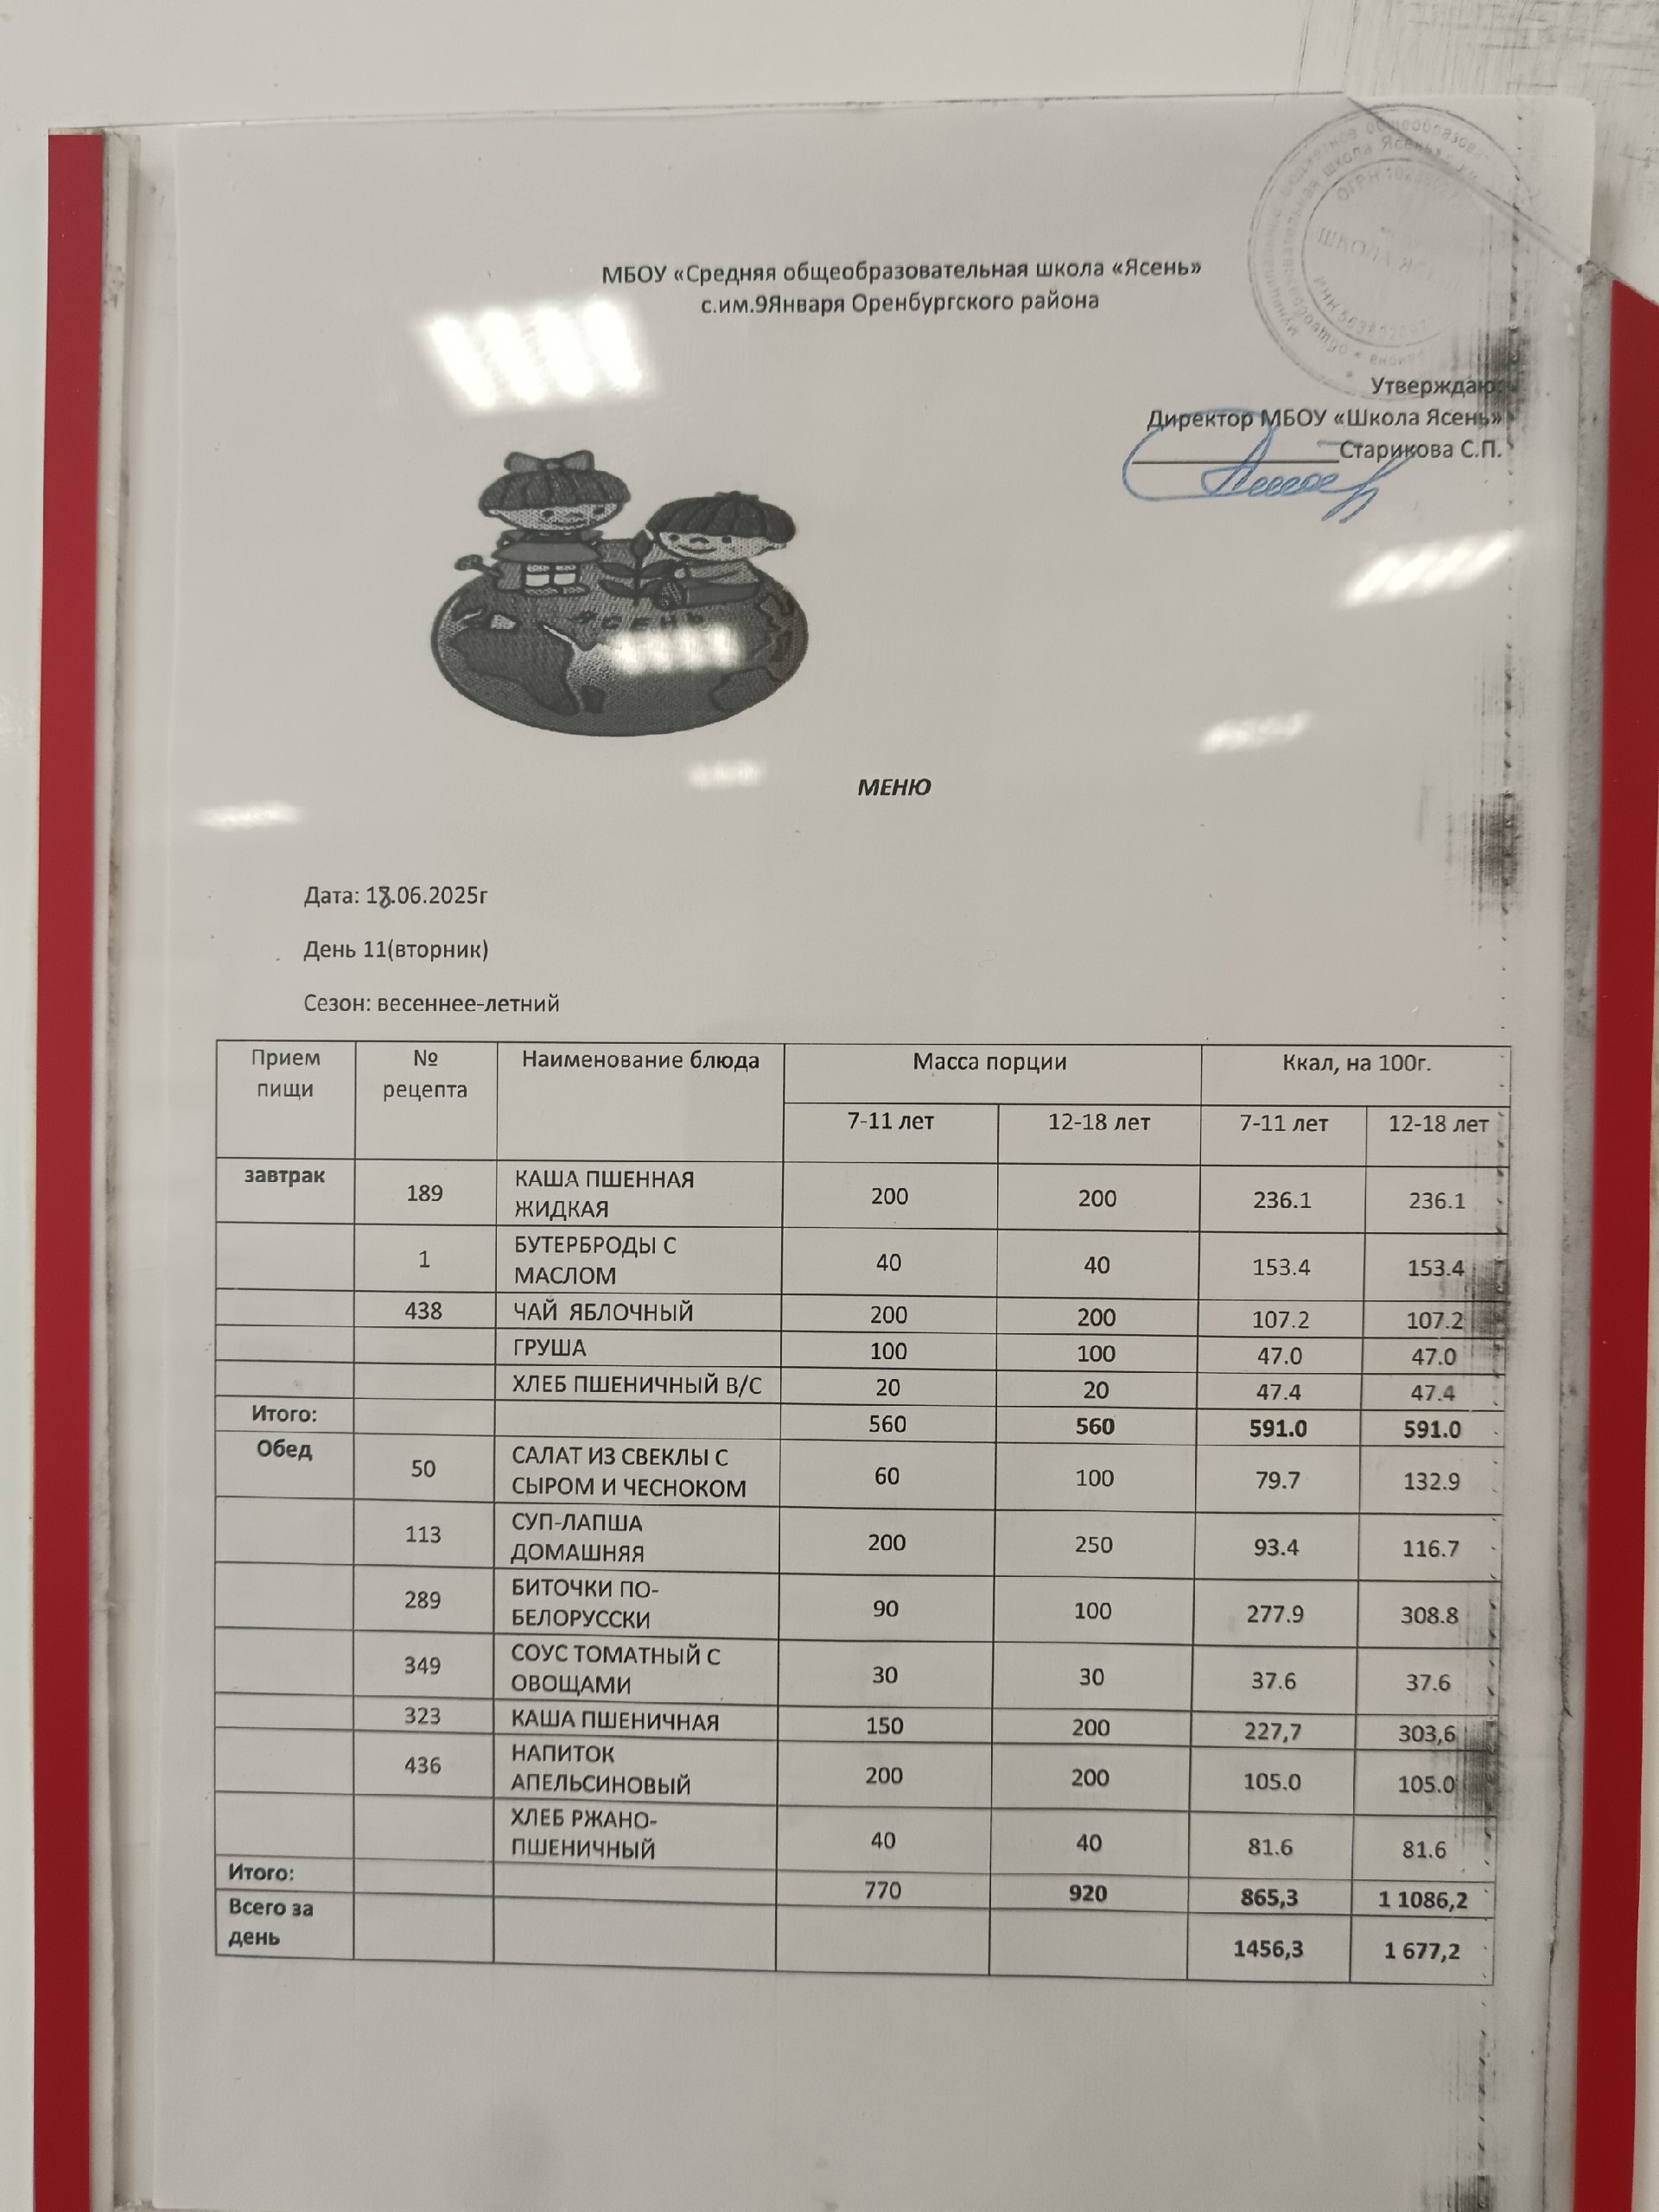 МБОУ «Средняя общеобразовательная школа «Ясень»
с.им.9Января Оренбургского района
ШКОЛА
Утверждаю
Директор МБОУ «Школа Ясень»
Старикова С.П.
ЯСЕНЬ
МЕНЮ
Дата: 18.06.2025г
День 11(вторник)
Сезон: весеннее-летний
Прием пищи № рецепта Наименование блюда Масса порции Ккал, на 100г.
7-11 лет 12-18 лет 7-11 лет 12-18 лет
завтрак 189 КАША ПШЕННАЯ ЖИДКАЯ 200 200 236.1 236.1
1 БУТЕРБРОДЫ С МАСЛОМ 40 40 153.4 153.4
438 ЧАЙ ЯБЛОЧНЫЙ 200 200 107.2 107.2
ГРУША 100 100 47.0 47.0
ХЛЕБ ПШЕНИЧНЫЙ В/С 20 20 47.4 47.4
Итого: 560 560 591.0 591.0
Обед 50 САЛАТ ИЗ СВЕКЛЫ С СЫРОМ И ЧЕСНОКОМ 60 100 79.7 132.9
113 СУП-ЛАПША ДОМАШНЯЯ 200 250 93.4 116.7
289 БИТОЧКИ ПО-БЕЛОРУССКИ 90 100 277.9 308.8
349 СОУС ТОМАТНЫЙ С ОВОЩАМИ 30 30 37.6 37.6
323 КАША ПШЕНИЧНАЯ 150 200 227,7 303,6
436 НАПИТОК АПЕЛЬСИНОВЫЙ 200 200 105.0 105.0
ХЛЕБ РЖАНО-ПШЕНИЧНЫЙ 40 40 81.6 81.6
Итого: 770 920 865,3 1 1086,2
Всего за день 1456,3 1 677,2